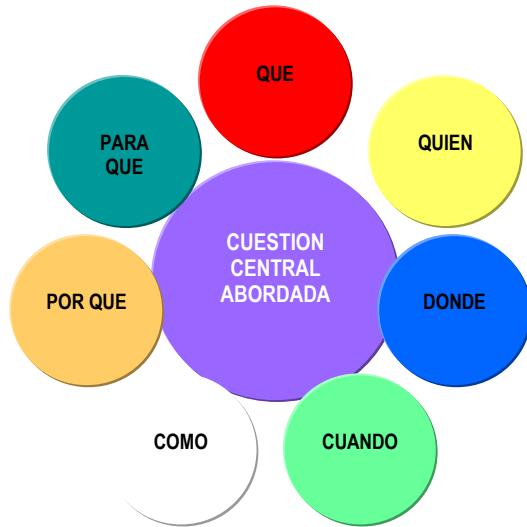 QUE
QUIEN
DONDE
CUANDO
COMO
POR QUE
PARA
QUE
CUESTION
CENTRAL
ABORDADA